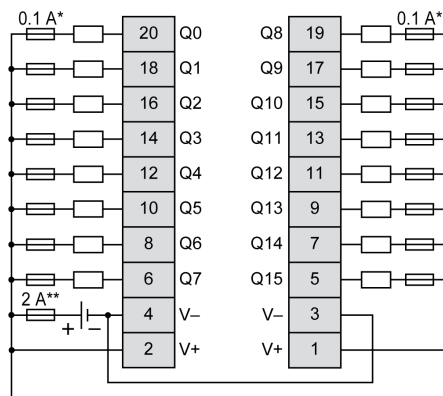 0.1 A* 20 Q0 Q8 19 0.1 A*
18 Q1 Q9 17
16 Q2 Q10 15
14 Q3 Q11 13
12 Q4 Q12 11
10 Q5 Q13 9
8 Q6 Q14 7
6 Q7 Q15 5
2 A** + − 4 V− V− 3
2 V+ V+ 1